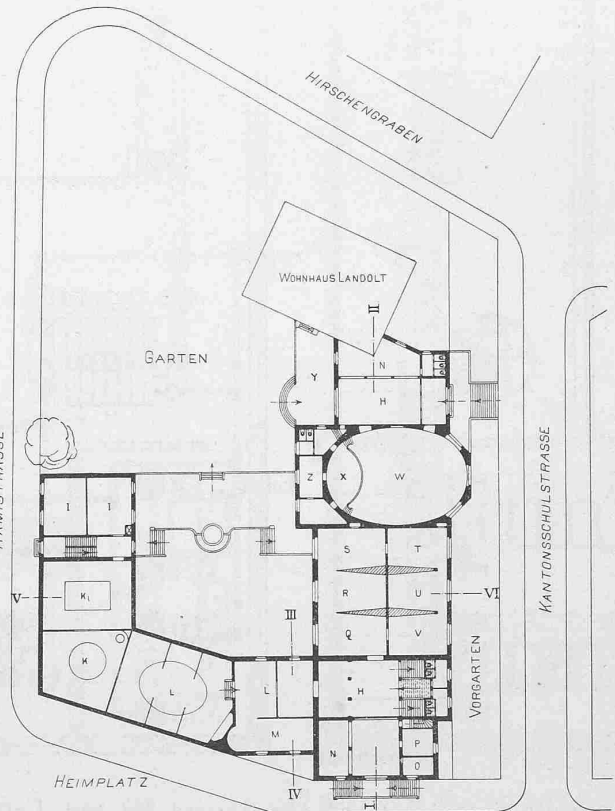 HIRSCHENGRABEN
WOHNHAUS LANDOLT
II
GARTEN
N
Y
H
KANTONSSCHULSTRASSE
Z
X
W
I
I
S
T
V
K₁
III
R
U
VI
Q
V
K
L
L
H
VORGARTEN
M
N
P
O
HEIMPLATZ
IV
I